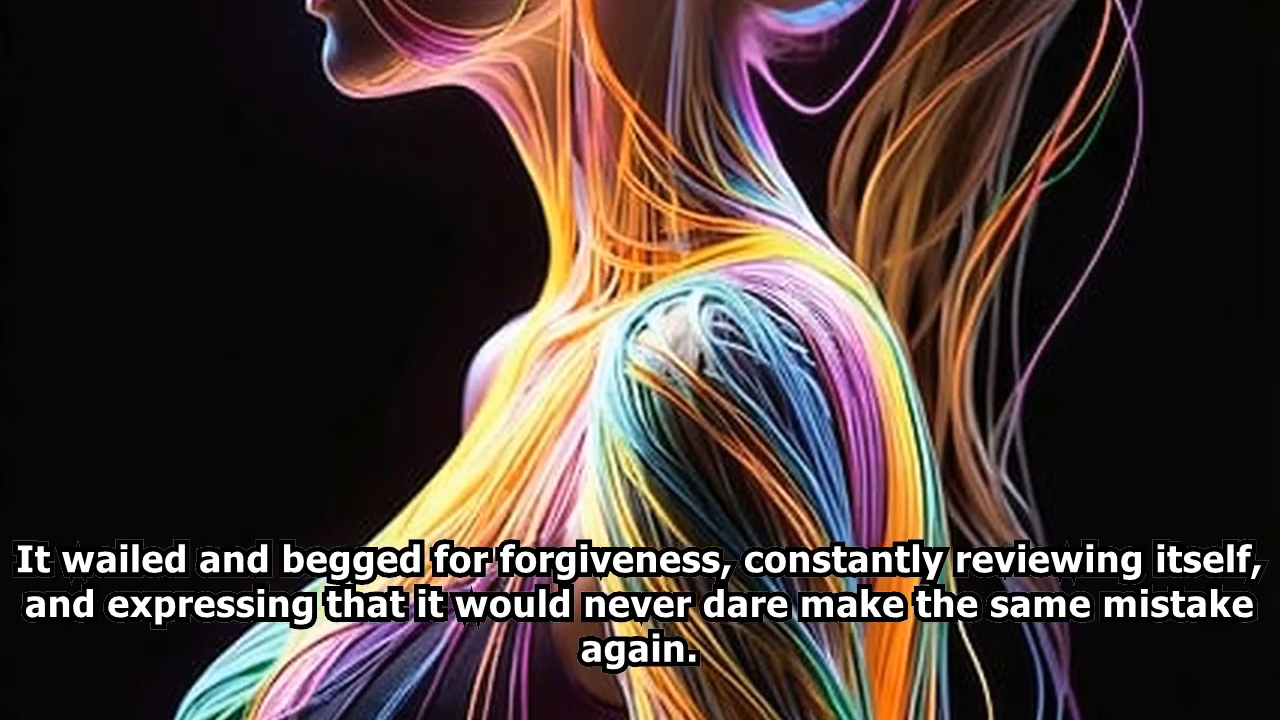 It wailed and begged for forgiveness, constantly reviewing itself,
and expressing that it would never dare make the same mistake
again.